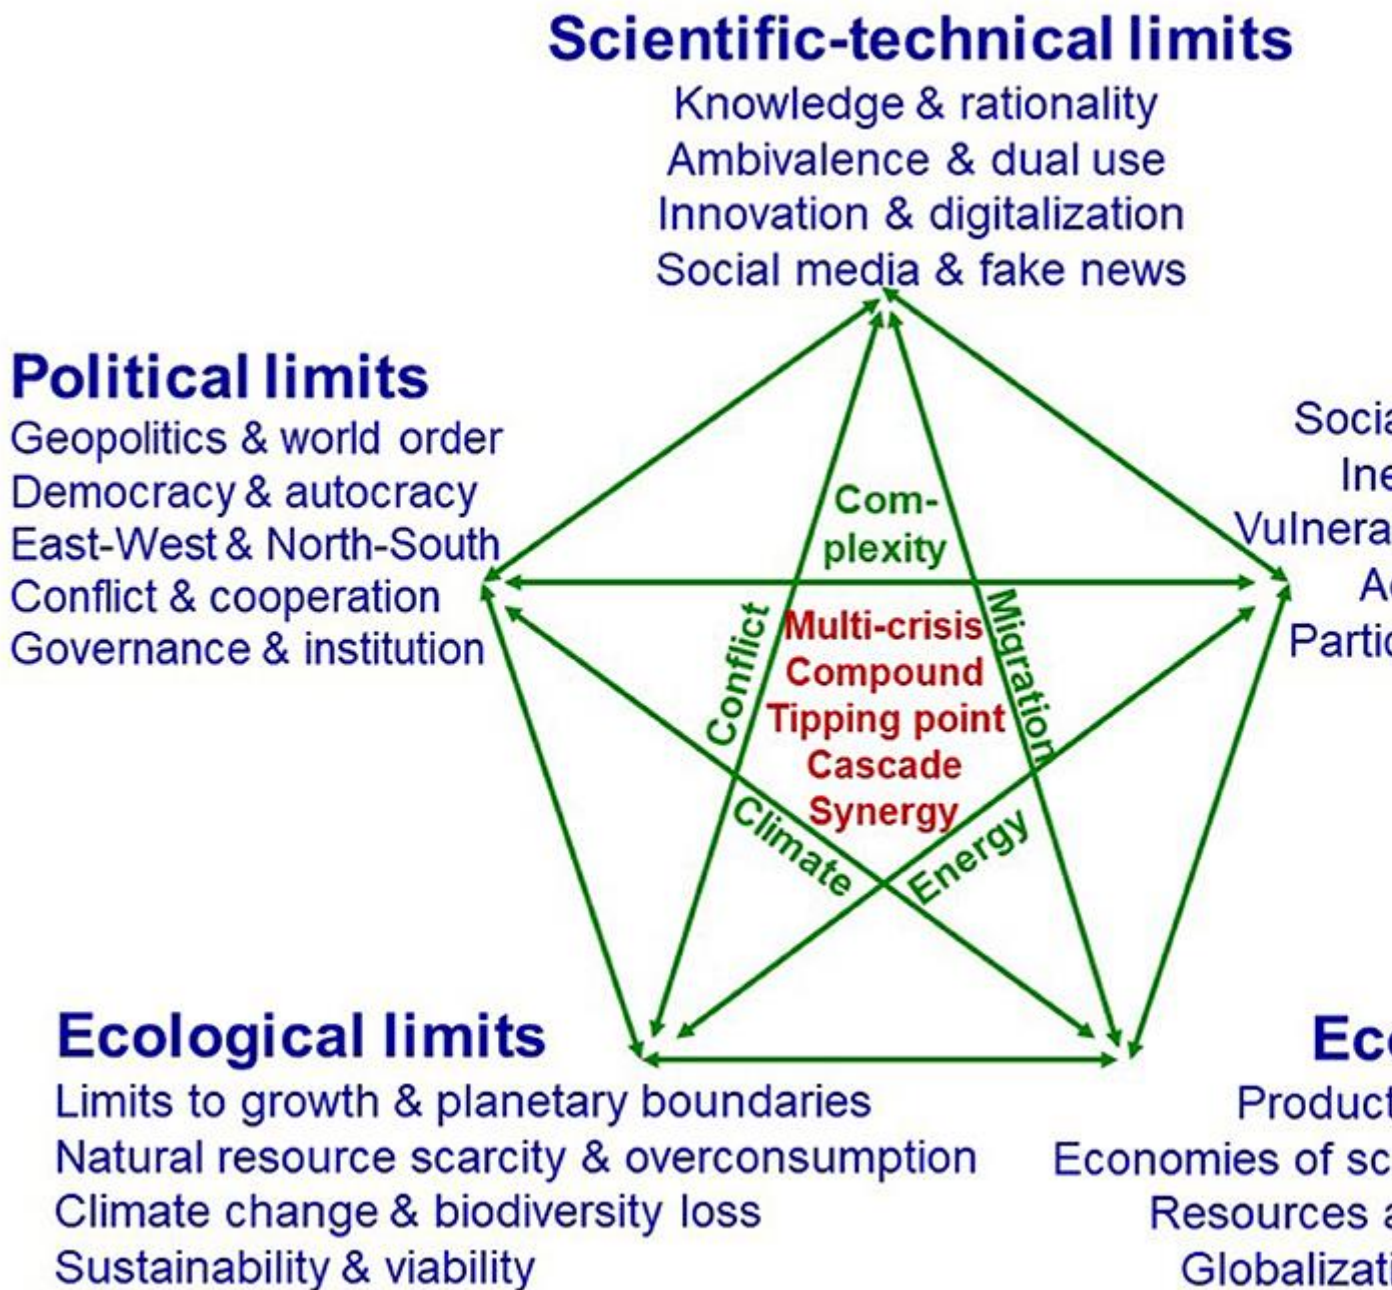 Scientific-technical limits
Knowledge & rationality
Ambivalence & dual use
Innovation & digitalization
Social media & fake news
Political limits
Geopolitics & world order
Democracy & autocracy
East-West & North-South
Conflict & cooperation
Governance & institution
Com-
plexity
Conflict
Migration
Multi-crisis
Compound
Tipping point
Cascade
Synergy
Climate
Energy
Ecological limits
Limits to growth & planetary boundaries
Natural resource scarcity & overconsumption
Climate change & biodiversity loss
Sustainability & viability
Economies of
Resources